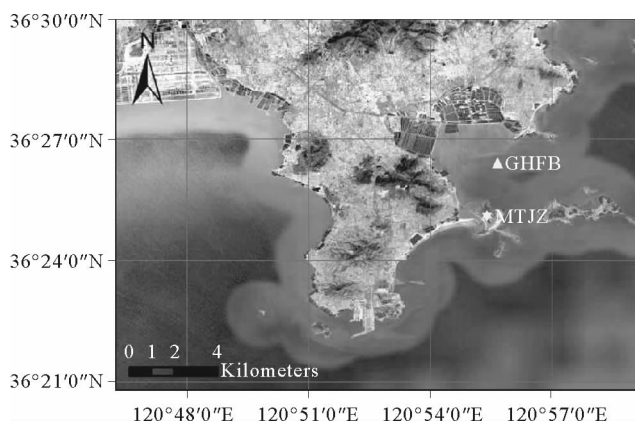 36°30′0″N
N
36°27′0″N
GHFB
MTJZ
36°24′0″N
0 1 2 4
Kilometers
36°21′0″N
120°48′0″E 120°51′0″E 120°54′0″E 120°57′0″E